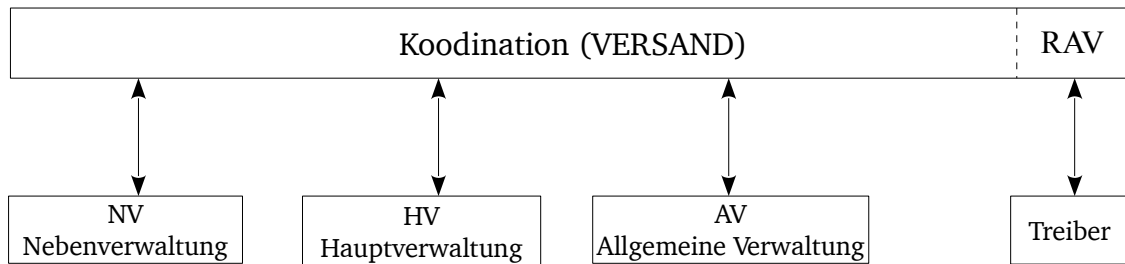 Koodination (VERSAND)
RAV
NV
Nebenverwaltung
HV
Hauptverwaltung
AV
Allgemeine Verwaltung
Treiber